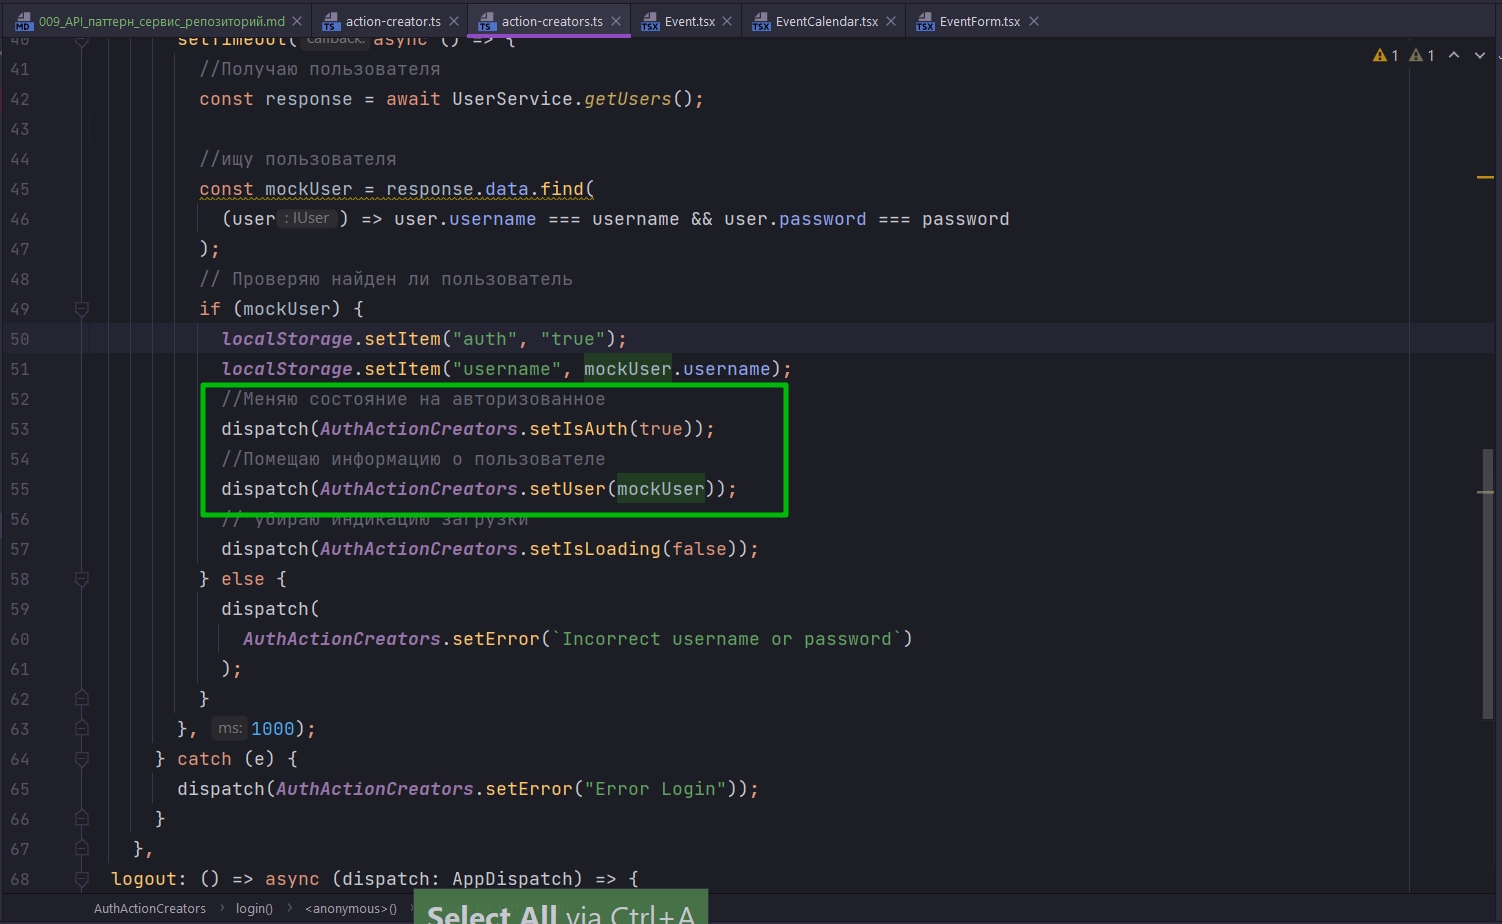 009_API_паттерн_сервис_репозиторий.md
action-creator.ts
action-creators.ts
Event.tsx
EventCalendar.tsx
EventForm.tsx
1
1
40 setTimeout( callback: async () => {
41 //Получаю пользователя
42 const response = await UserService.getUsers();
43
44 //ищу пользователя
45 const mockUser = response.data.find(
46 (user : IUser ) => user.username === username && user.password === password
47 );
48 // Проверяю найден ли пользователь
49 if (mockUser) {
50 localStorage.setItem("auth", "true");
51 localStorage.setItem("username", mockUser.username);
52 //Меняю состояние на авторизованное
53 dispatch(AuthActionCreators.setIsAuth(true));
54 //Помещаю информацию о пользователе
55 dispatch(AuthActionCreators.setUser(mockUser));
56 // убираю индикацию загрузки
57 dispatch(AuthActionCreators.setIsLoading(false));
58 } else {
59 dispatch(
60 AuthActionCreators.setError(`Incorrect username or password`)
61 );
62 }
63 }, ms: 1000);
64 } catch (e) {
65 dispatch(AuthActionCreators.setError("Error Login"));
66 }
67 },
68 logout: () => async (dispatch: AppDispatch) => {
AuthActionCreators > login() > <anonymous>() >
Select All via Ctrl+A